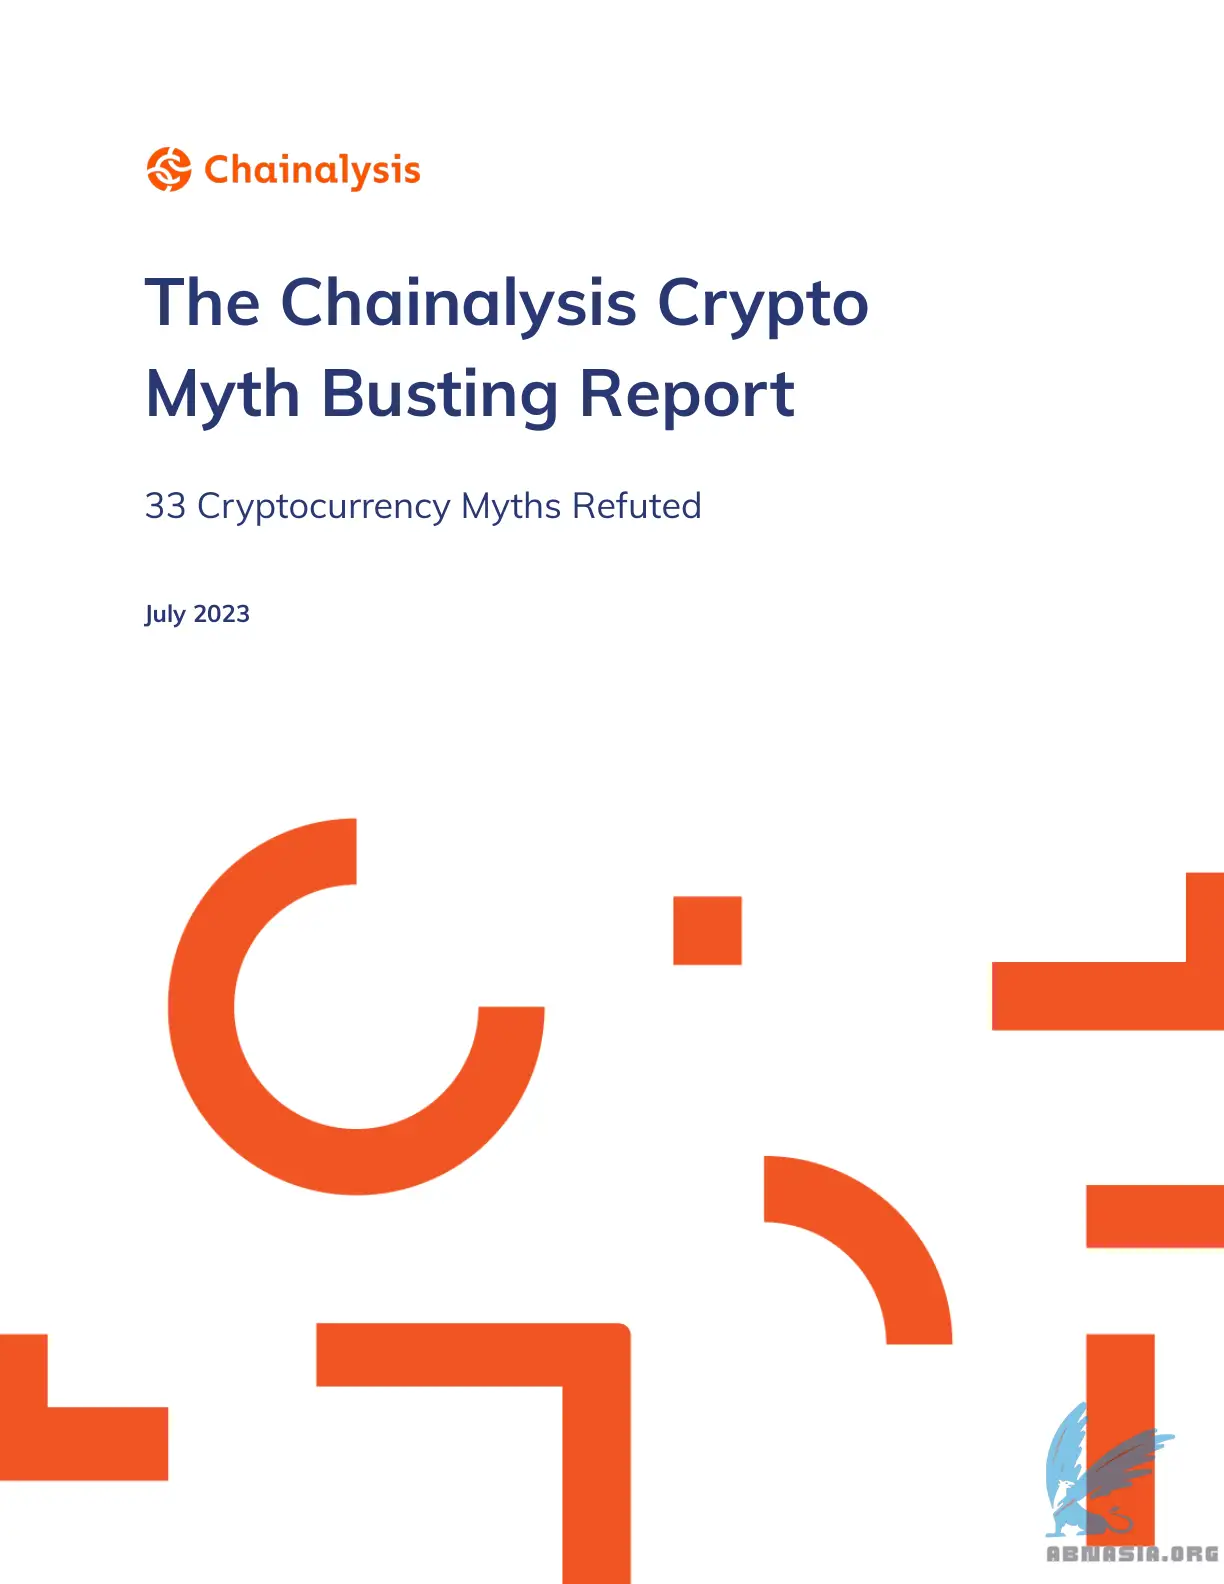 Chainalysis
The Chainalysis Crypto
Myth Busting Report
33 Cryptocurrency Myths Refuted
July 2023
ABNASIA.ORG